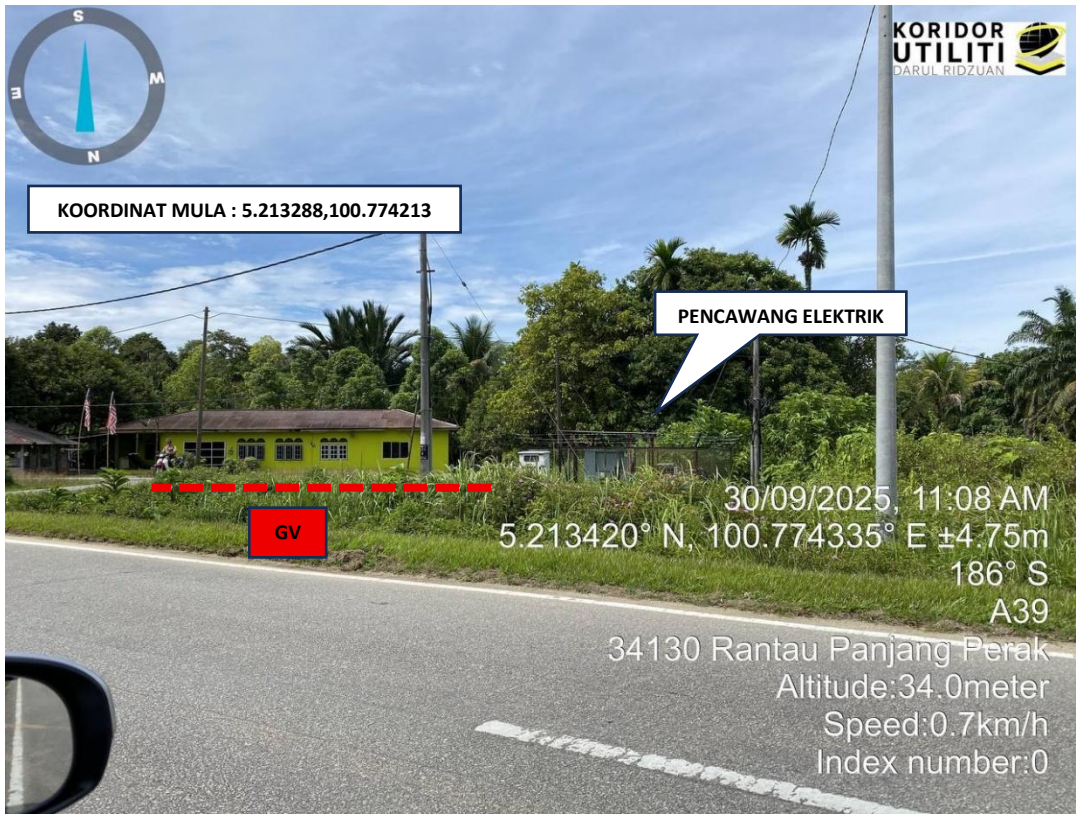 S
W
E
N
KORIDOR
UTILITI
DARUL RIDZUAN
KOORDINAT MULA : 5.213288,100.774213
PENCAWANG ELEKTRIK
GV
30/09/2025, 11:08 AM
5.213420° N, 100.774335° E ±4.75m
186° S
A39
34130 Rantau Panjang Perak
Altitude:34.0meter
Speed:0.7km/h
Index number:0